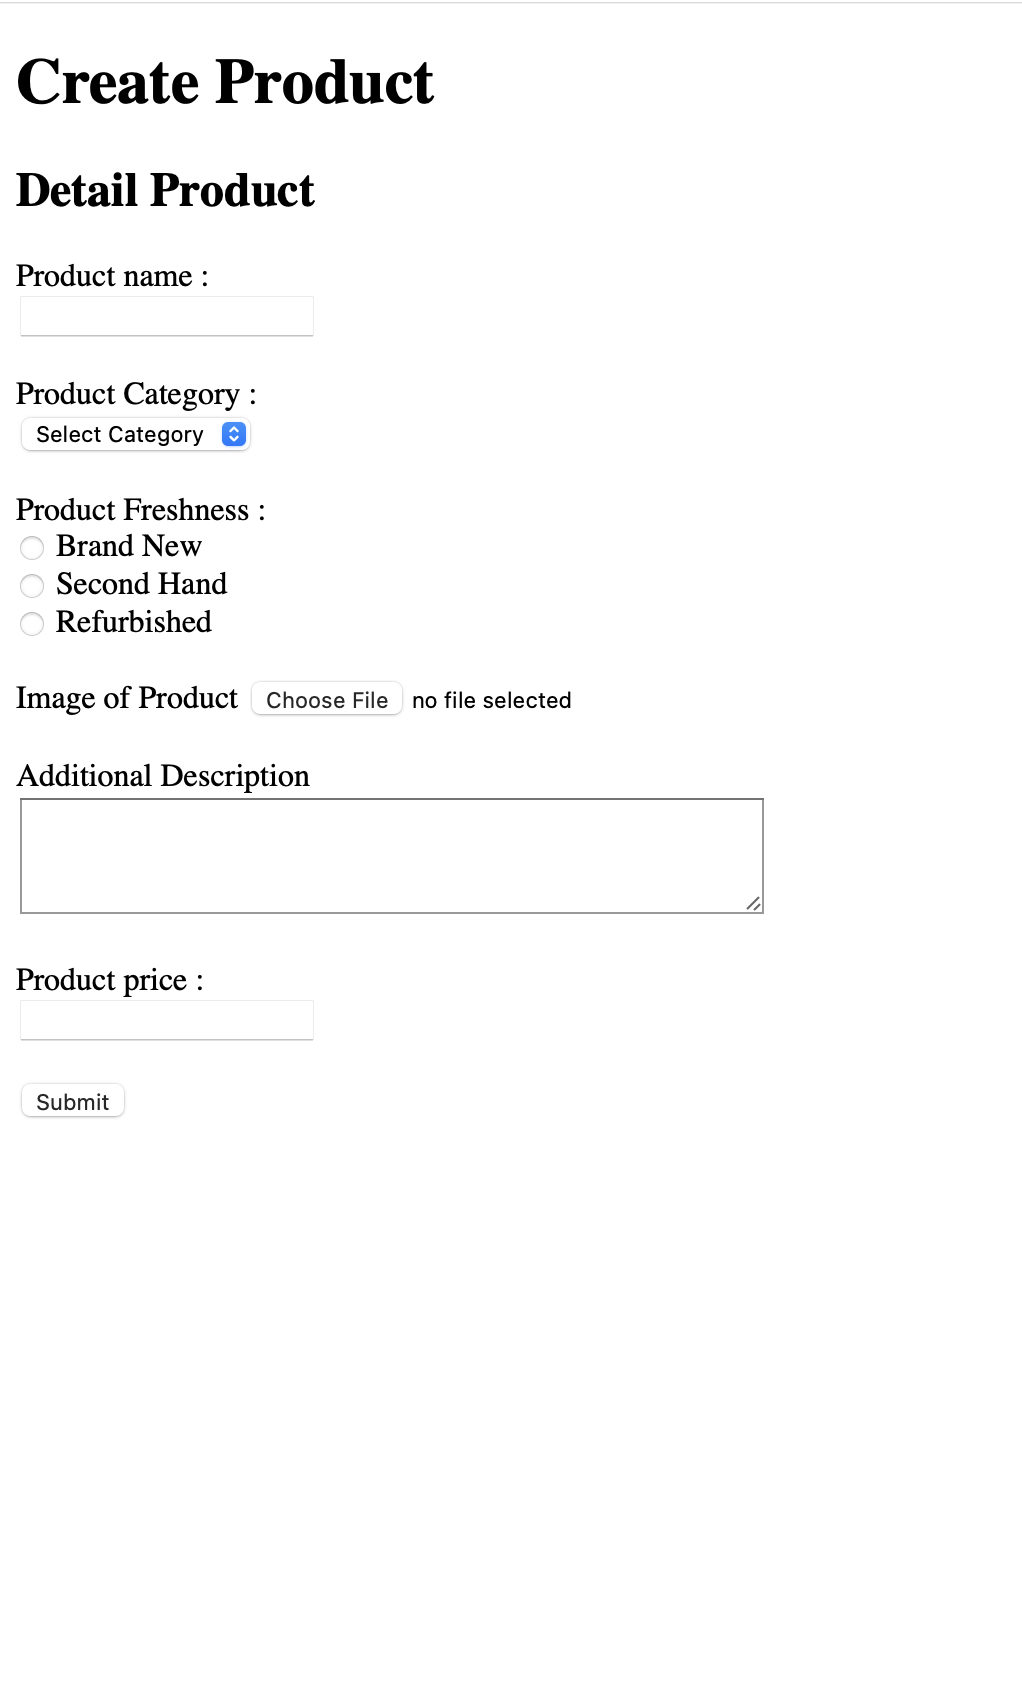 Create Product
Detail Product
Product name :
Product Category :
Select Category
Product Freshness :
Brand New
Second Hand
Refurbished
Image of Product Choose File no file selected
Additional Description
Product price :
Submit